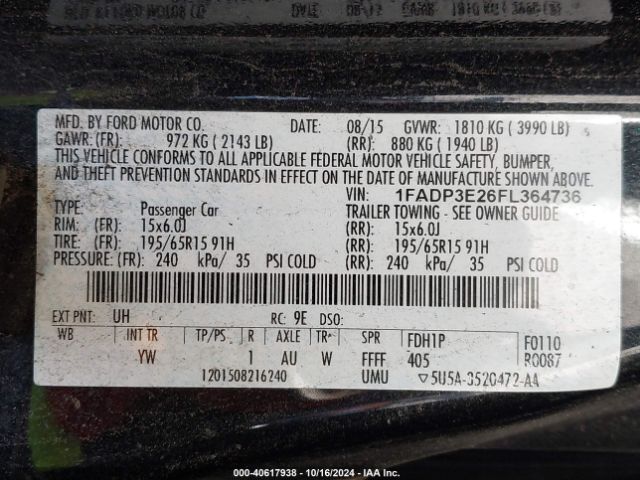 MFD. BY FORD MOTOR CO. DATE: 08/15 GVWR: 1810 KG ( 3990 LB)
GAWR: (FR) 972 KG ( 2143 LB) (RR): 880 KG ( 1940 LB)
THIS VEHICLE CONFORMS TO ALL APPLICABLE FEDERAL MOTOR VEHICLE SAFETY, BUMPER,
AND THEFT PREVENTION STANDARDS IN EFFECT ON THE DATE OF MANUFACTURE SHOWN ABOVE.
VIN: 1FADP3E26FL364736
TYPE: Passenger Car TRAILER TOWING - SEE OWNER GUIDE
RIM: (FR): 15x6.0J (RR): 15x6.0J
TIRE: (FR): 195/65R15 91H (RR): 195/65R15 91H
PRESSURE: (FR): 240 kPa/ 35 PSI COLD (RR): 240 kPa/ 35 PSI COLD
EXT PNT: UH RC: 9E DSO:
WB INT TR TP/PS R AXLE TR SPR FDH1P F0110
YW 1 AU W FFFF 405 R0087
1201508216240 UMU ▽5U5A-3520472-AA
000-40617938 - 10/16/2024 - IAA Inc.